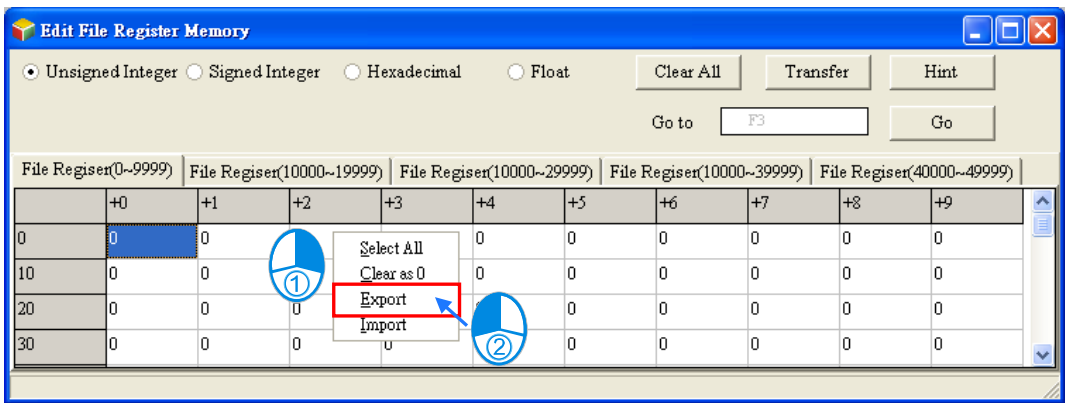 Edit File Register Memory
Unsigned Integer Signed Integer Hexadecimal Float Clear All Transfer Hint
Go to F3 Go
File Regiser(0~9999) File Regiser(10000~19999) File Regiser(10000~29999) File Regiser(10000~39999) File Regiser(40000~49999)
+0 +1 +2 +3 +4 +5 +6 +7 +8 +9
0 0 0 0 0 0 0 0 0
Select All
10 0 0 0 0 0 0 0 0
Clear as 0
①
Export
20 0 0 0 0 0 0 0 0 0
Import
②
30 0 0 0 0 0 0 0 0 0 0